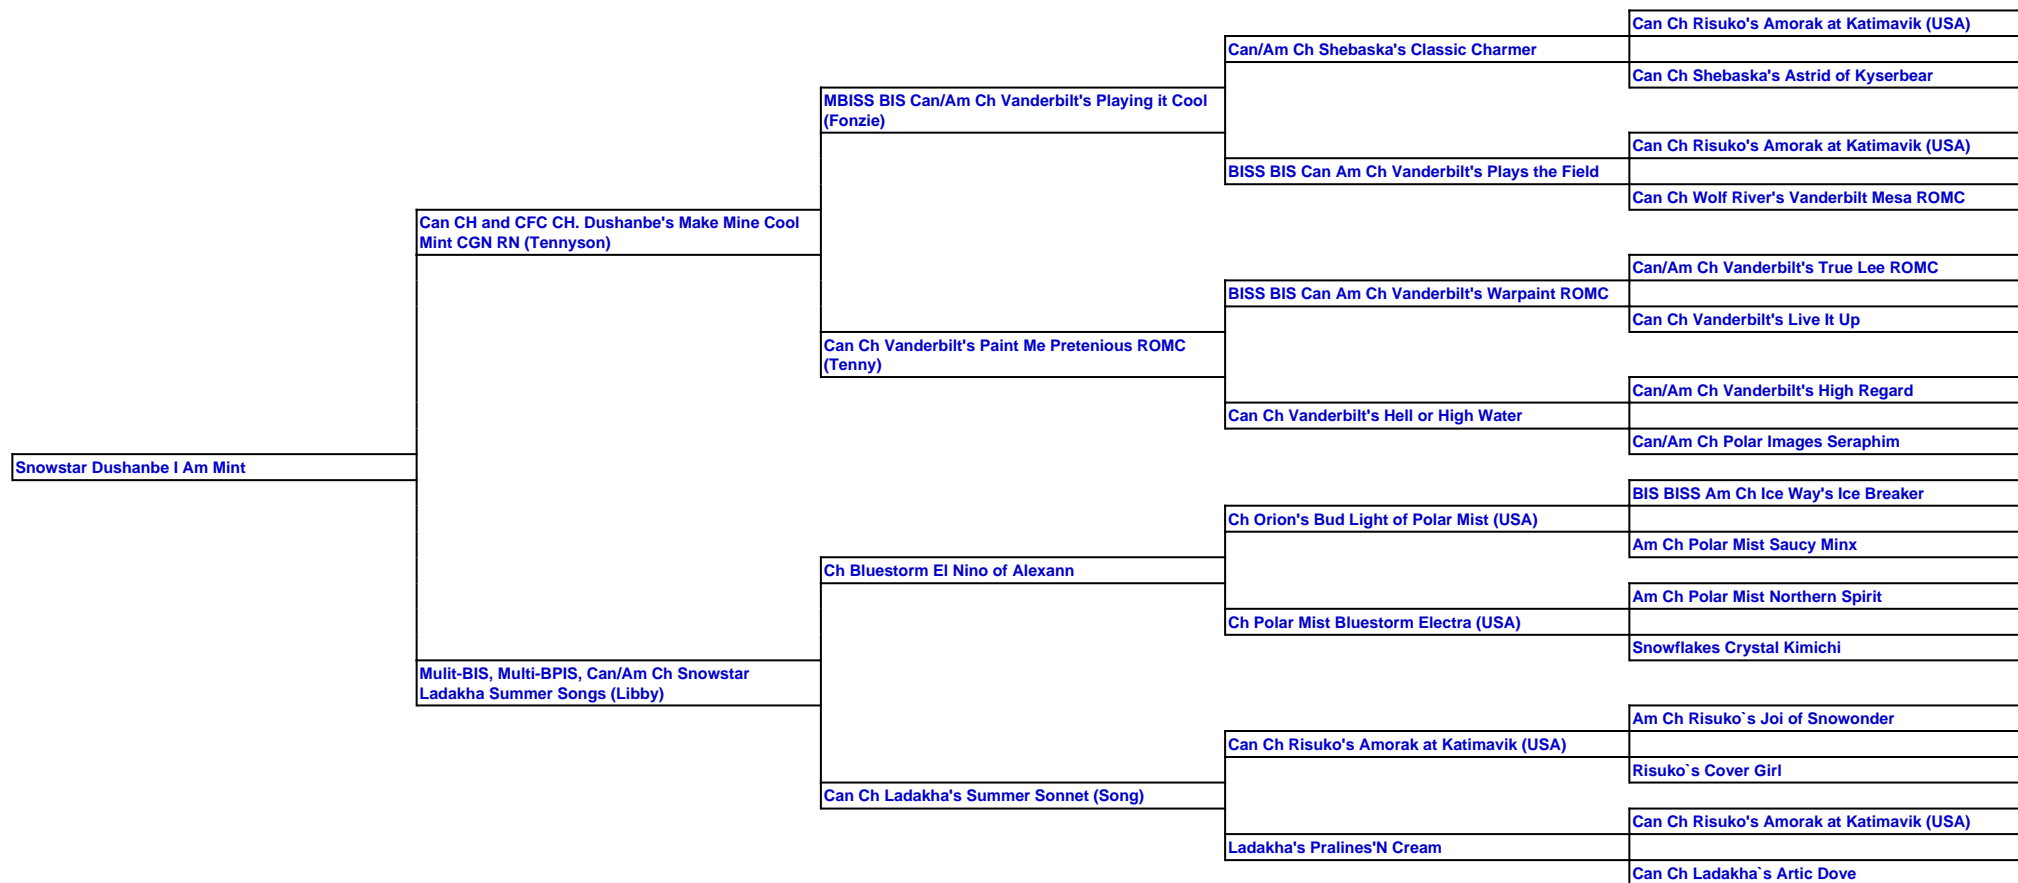 Can Ch Risuko's Amorak at Katimavik (USA)
Can/Am Ch Shebaska's Classic Charmer
Can Ch Shebaska's Astrid of Kyserbear
MBISS BIS Can/Am Ch Vanderbilt's Playing it Cool
(Fonzie)
Can Ch Risuko's Amorak at Katimavik (USA)
BISS BIS Can Am Ch Vanderbilt's Plays the Field
Can Ch Wolf River's Vanderbilt Mesa ROMC
Can CH and CFC CH. Dushanbe's Make Mine Cool
Mint CGN RN (Tennyson)
Can/Am Ch Vanderbilt's True Lee ROMC
BISS BIS Can Am Ch Vanderbilt's Warpaint ROMC
Can Ch Vanderbilt's Live It Up
Can Ch Vanderbilt's Paint Me Pretenious ROMC
(Tenny)
Can/Am Ch Vanderbilt's High Regard
Can Ch Vanderbilt's Hell or High Water
Can/Am Ch Polar Images Seraphim
Snowstar Dushanbe I Am Mint
BIS BISS Am Ch Ice Way's Ice Breaker
Ch Orion's Bud Light of Polar Mist (USA)
Am Ch Polar Mist Saucy Minx
Ch Bluestorm El Nino of Alexann
Am Ch Polar Mist Northern Spirit
Ch Polar Mist Bluestorm Electra (USA)
Snowflakes Crystal Kimichi
Mulit-BIS, Multi-BPIS, Can/Am Ch Snowstar
Ladakha Summer Songs (Libby)
Am Ch Risuko`s Joi of Snowonder
Can Ch Risuko's Amorak at Katimavik (USA)
Risuko`s Cover Girl
Can Ch Ladakha's Summer Sonnet (Song)
Can Ch Risuko's Amorak at Katimavik (USA)
Ladakha's Pralines'N Cream
Can Ch Ladakha`s Artic Dove